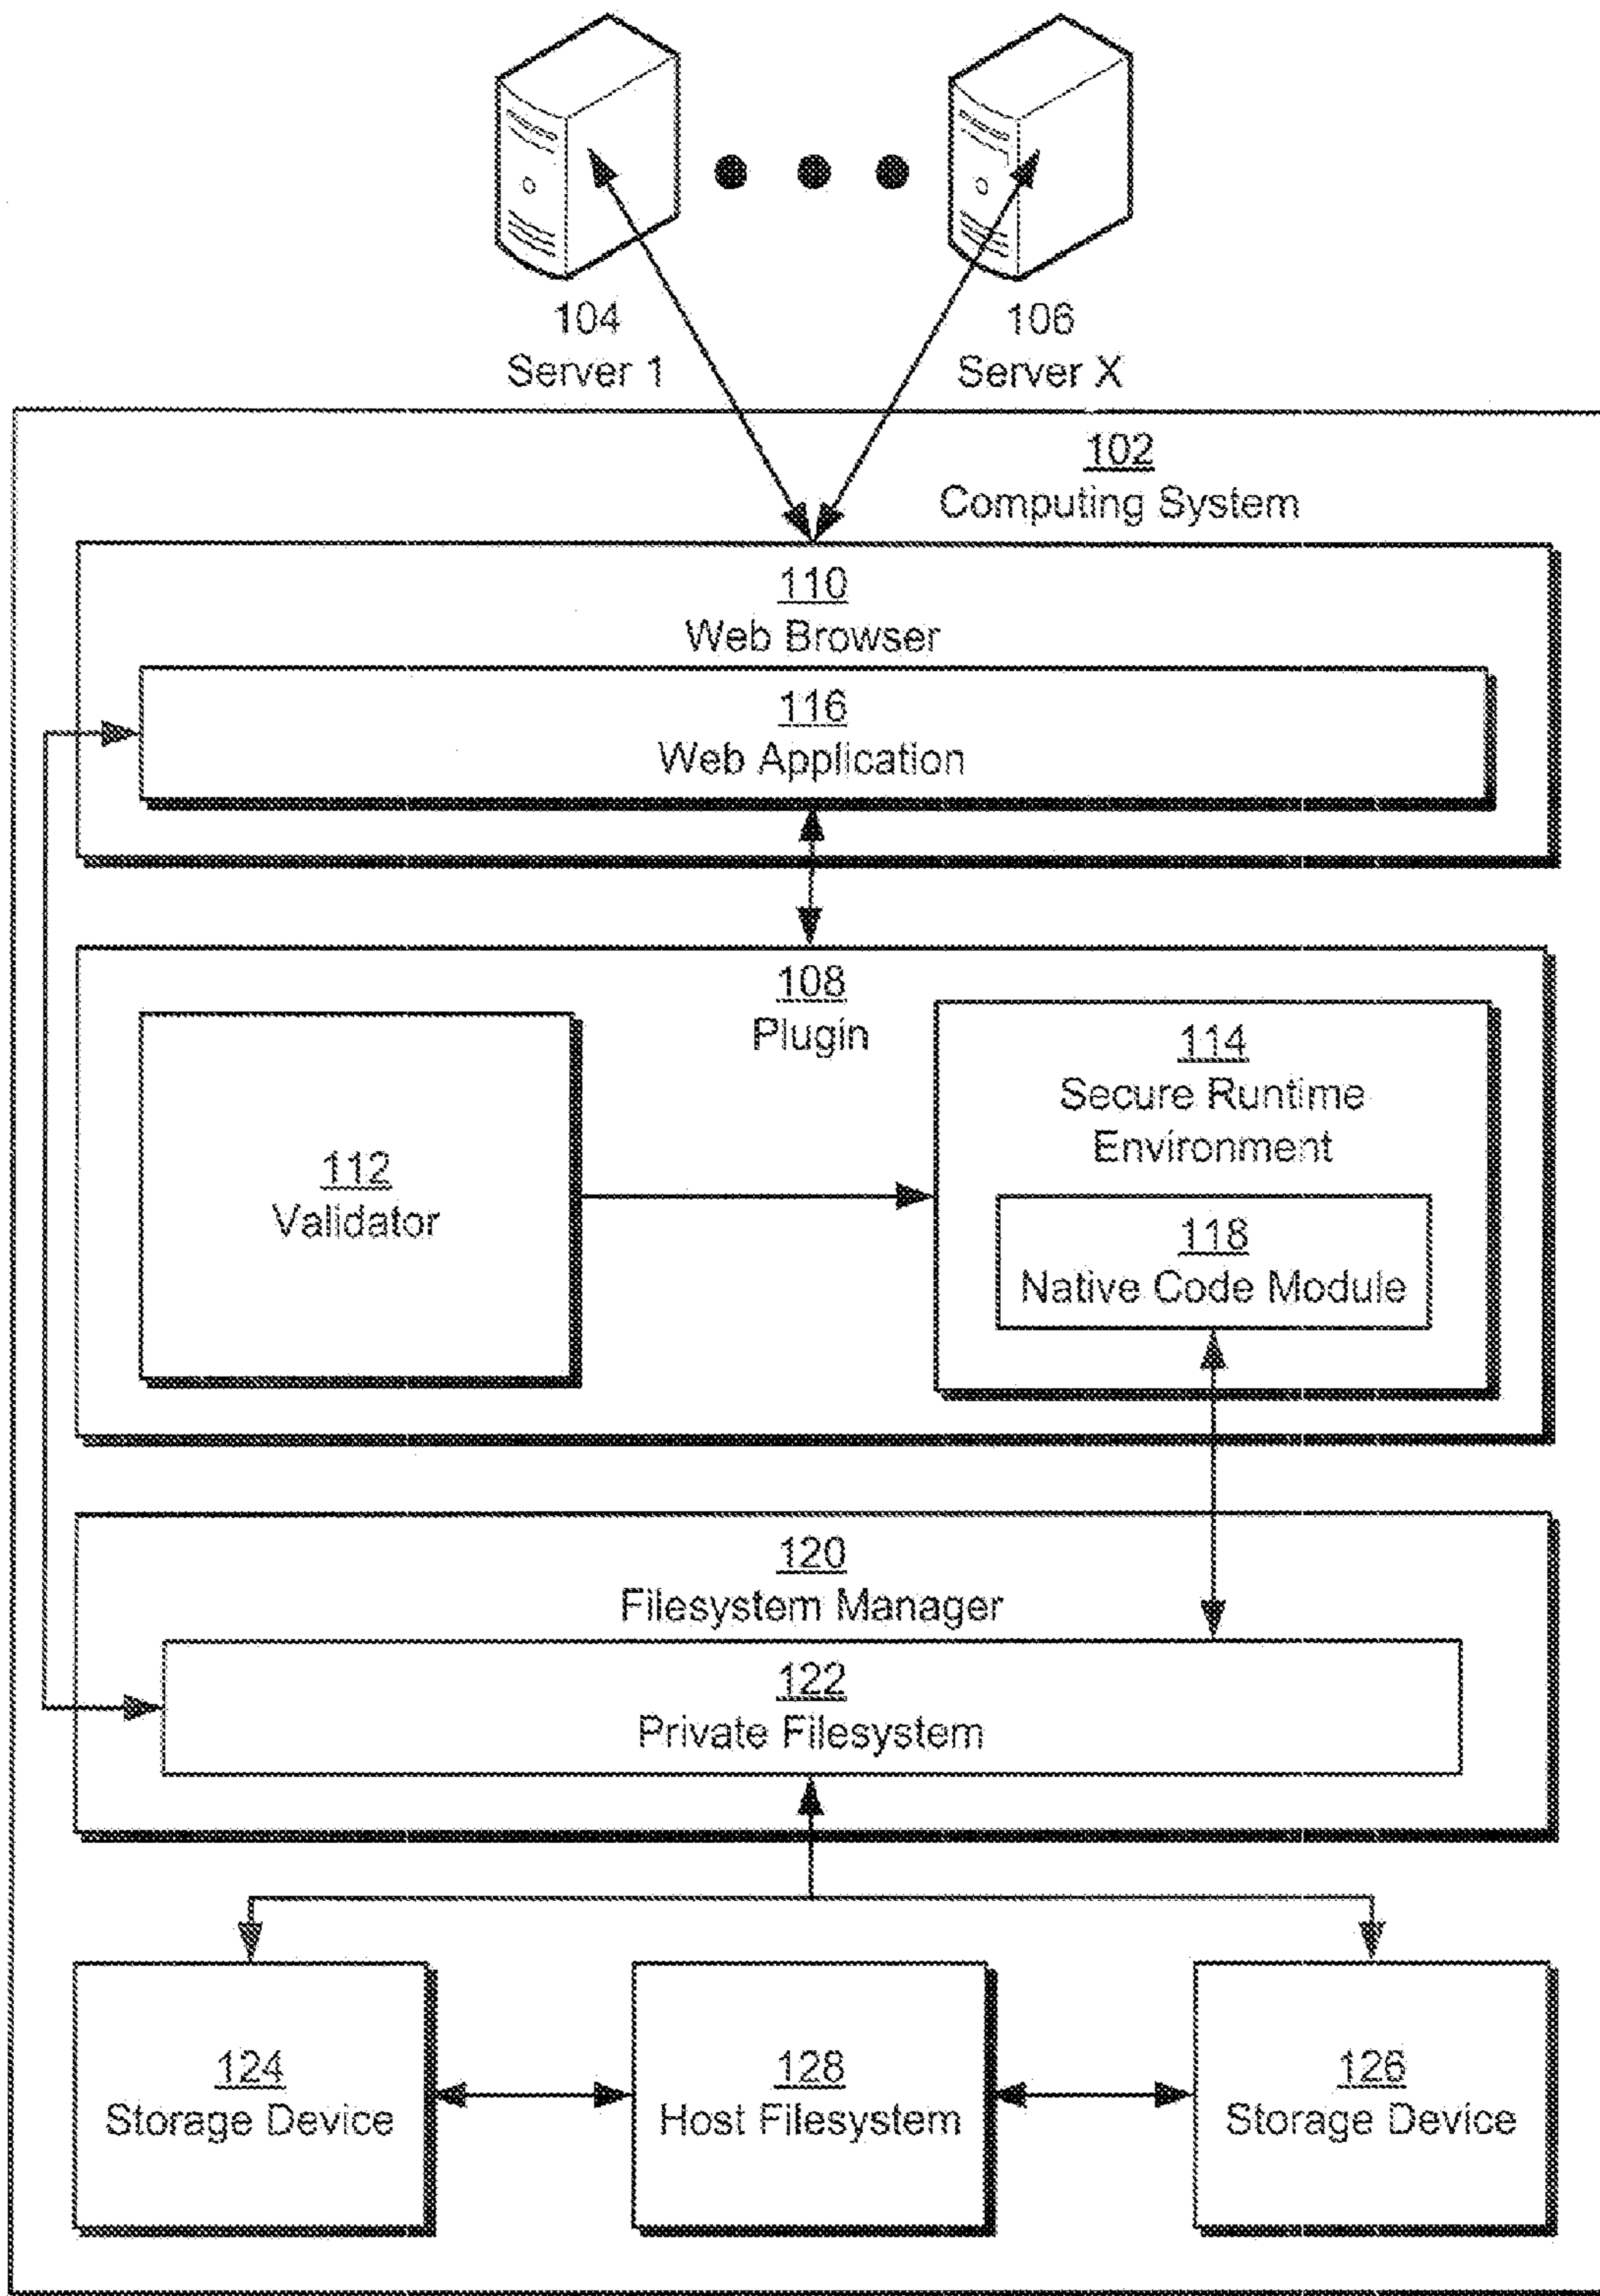 104
Server 1
106
Server X
102
Computing System
110
Web Browser
116
Web Application
108
Plugin
112
Validator
114
Secure Runtime
Environment
118
Native Code Module
120
Filesystem Manager
122
Private Filesystem
124
Storage Device
128
Host Filesystem
126
Storage Device